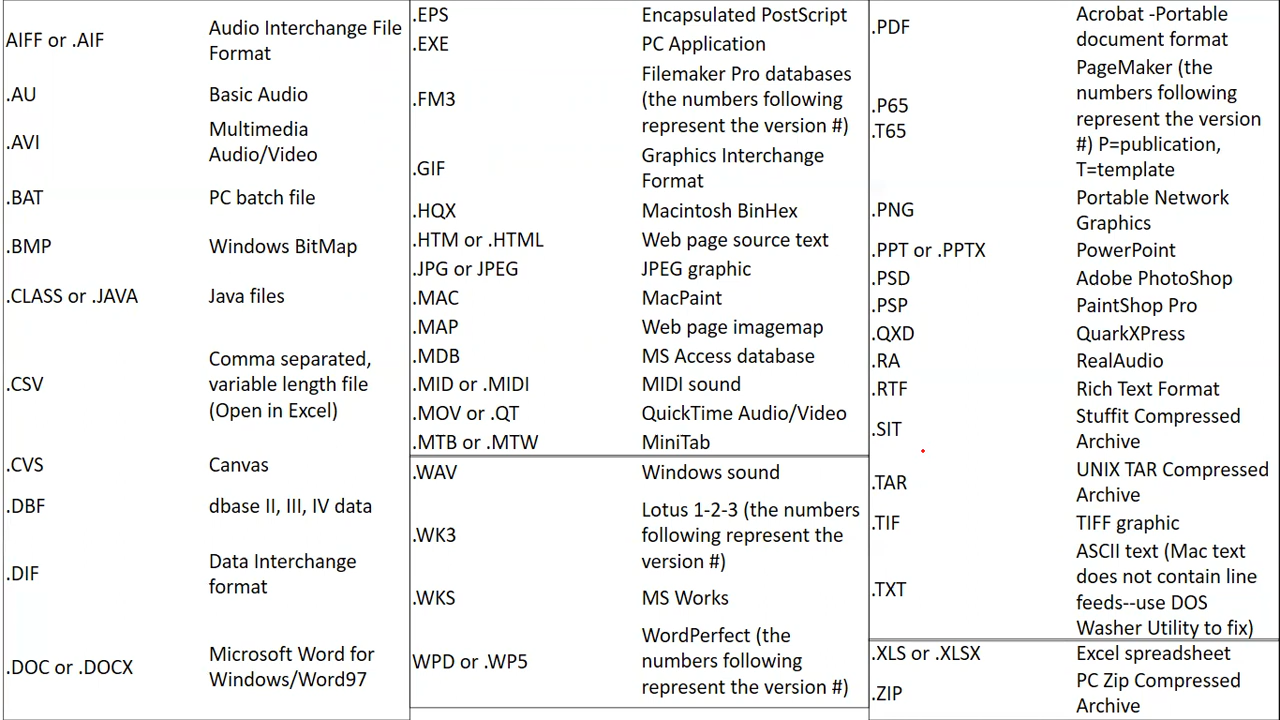 AIFF or .AIF
Audio Interchange File
Format
.AU
Basic Audio
.AVI
Multimedia
Audio/Video
.BAT
PC batch file
.BMP
Windows BitMap
.CLASS or .JAVA
Java files
.CSV
Comma separated,
variable length file
(Open in Excel)
.CVS
Canvas
.DBF
dbase II, III, IV data
.DIF
Data Interchange
format
.DOC or .DOCX
Microsoft Word for
Windows/Word97
.EPS
Encapsulated PostScript
.EXE
PC Application
.FM3
Filemaker Pro databases
(the numbers following
represent the version #)
.GIF
Graphics Interchange
Format
.HQX
Macintosh BinHex
.HTM or .HTML
Web page source text
.JPG or JPEG
JPEG graphic
.MAC
MacPaint
.MAP
Web page imagemap
.MDB
MS Access database
.MID or .MIDI
MIDI sound
.MOV or .QT
QuickTime Audio/Video
.MTB or .MTW
MiniTab
.WAV
Windows sound
.WK3
Lotus 1-2-3 (the numbers
following represent the
version #)
.WKS
MS Works
WPD or .WP5
WordPerfect (the
numbers following
represent the version #)
.PDF
Acrobat -Portable
document format
.P65
.T65
PageMaker (the
numbers following
represent the version
#) P=publication,
T=template
.PNG
Portable Network
Graphics
.PPT or .PPTX
PowerPoint
.PSD
Adobe PhotoShop
.PSP
PaintShop Pro
.QXD
QuarkXPress
.RA
RealAudio
.RTF
Rich Text Format
.SIT
Stuffit Compressed
Archive
.TAR
UNIX TAR Compressed
Archive
.TIF
TIFF graphic
.TXT
ASCII text (Mac text
does not contain line
feeds--use DOS
Washer Utility to fix)
.XLS or .XLSX
Excel spreadsheet
.ZIP
PC Zip Compressed
Archive